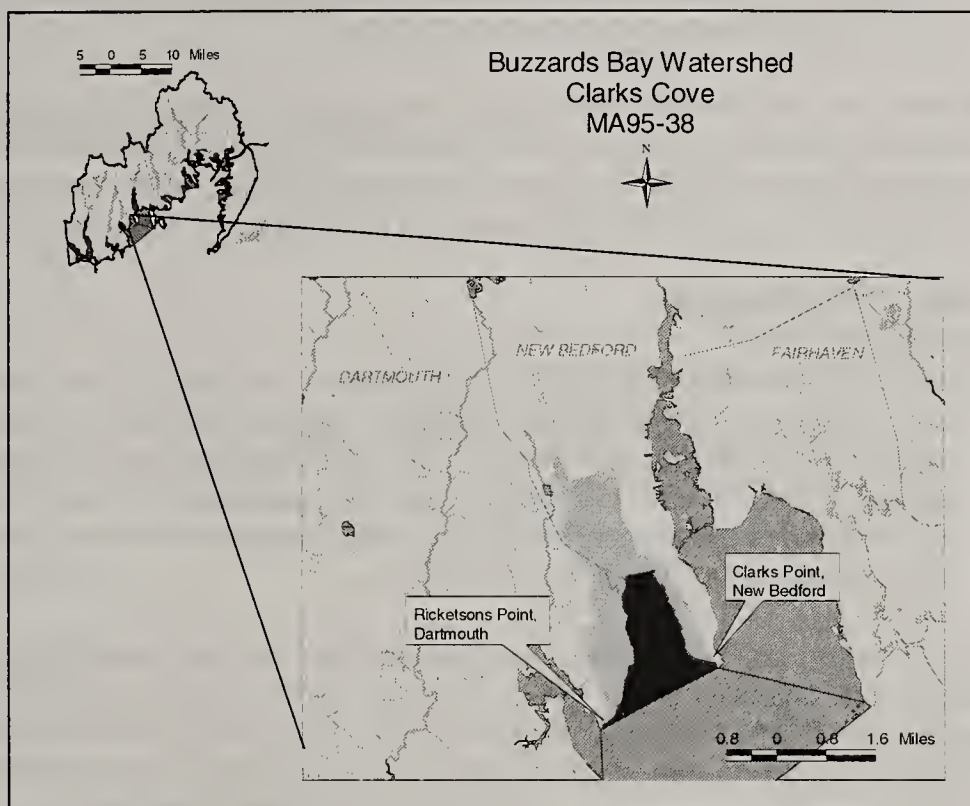 5 0 5 10 Miles
Buzzards Bay Watershed
Clarks Cove
MA95-38
N
NEW BEDFORD
FAIRHAVEN
DARTMOUTH
Clarks Point,
New Bedford
Ricketsons Point,
Dartmouth
0.8 0 0.8 1.6 Miles